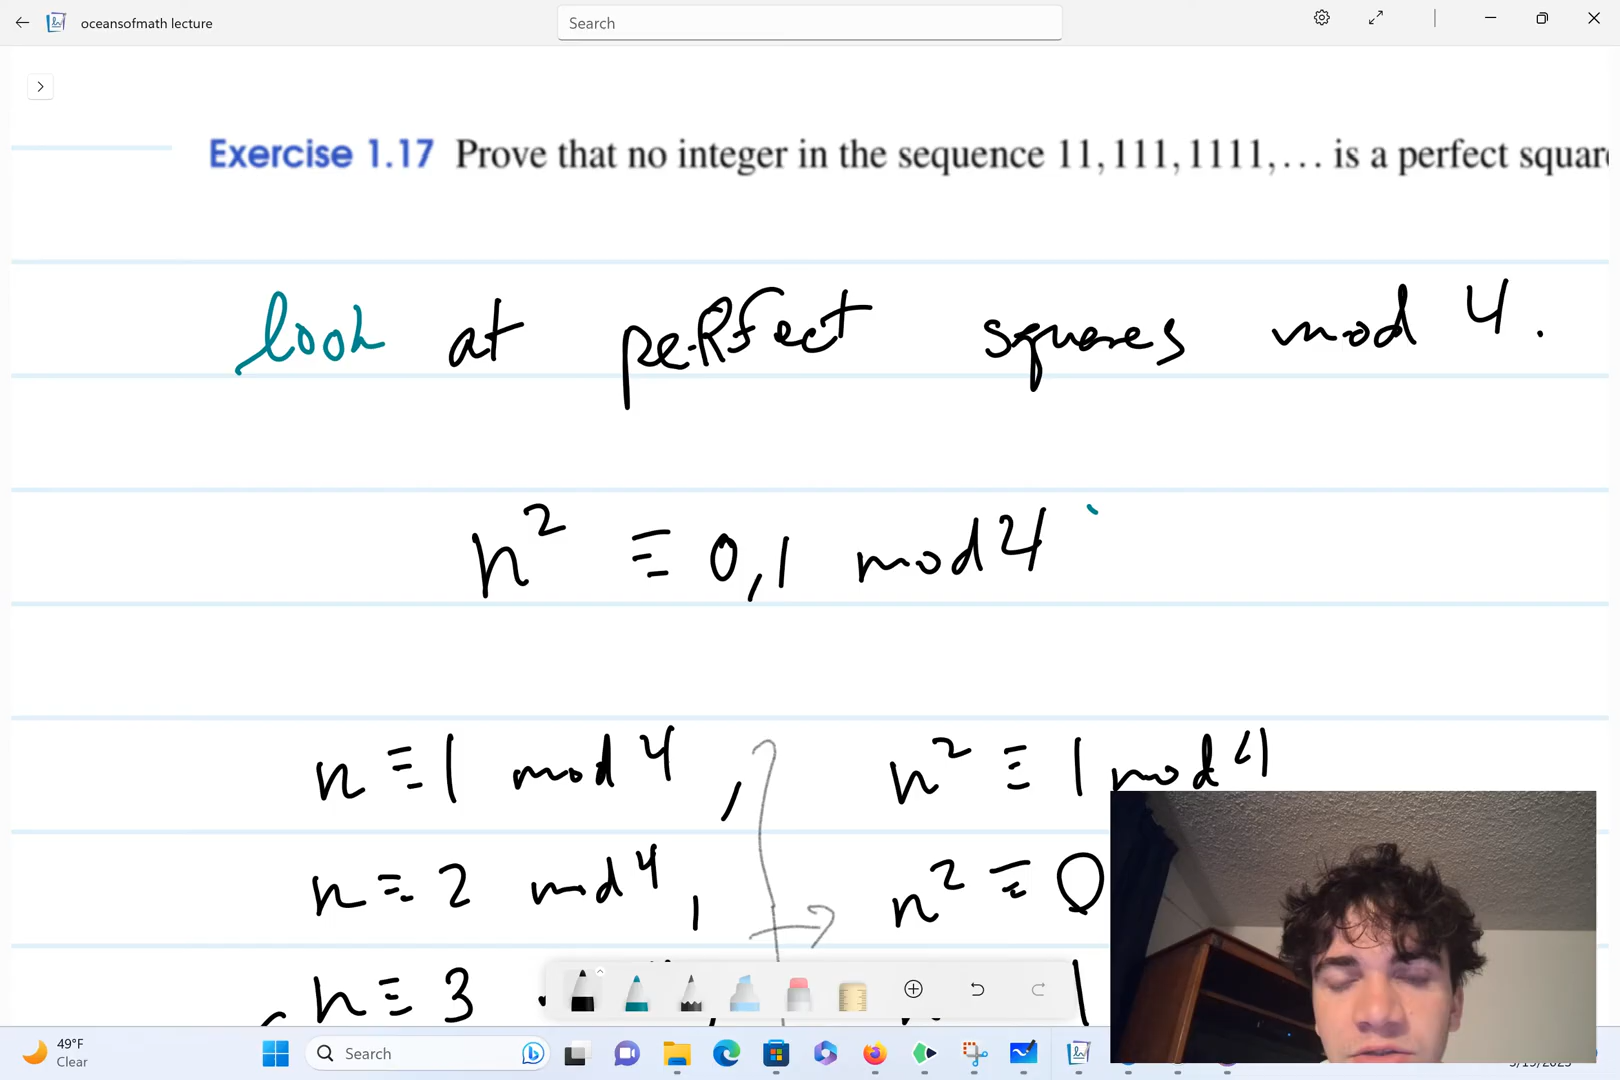 oceansofmath lecture
Search
Exercise 1.17 Prove that no integer in the sequence 11, 111, 1111, ... is a perfect squar
look at peRfect squares mod 4.
n² ≡ 0,1 mod 4
n ≡ 1 mod 4, n² ≡ 1 mod 4
n ≡ 2 mod 4, n² ≡ 0
n ≡ 3
49°F
Clear
Search